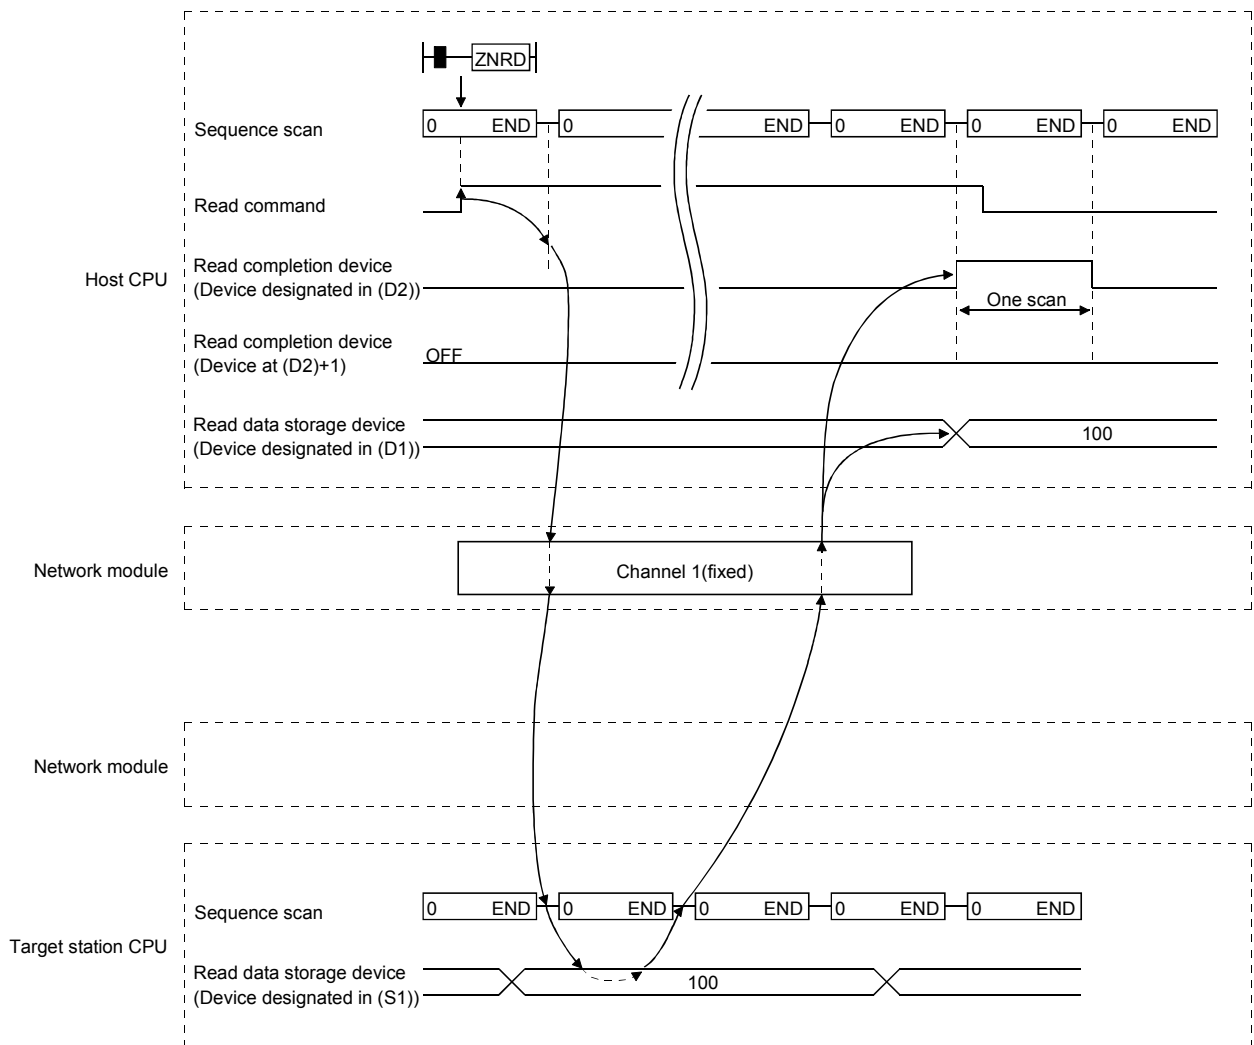 ZNRD
Sequence scan
0 END 0 END 0 END 0 END 0 END
Read command
Host CPU
Read completion device
(Device designated in (D2))
One scan
Read completion device
(Device at (D2)+1)
OFF
Read data storage device
(Device designated in (D1))
100
Network module
Channel 1(fixed)
Network module
Target station CPU
Sequence scan
0 END 0 END 0 END 0 END 0 END
Read data storage device
(Device designated in (S1))
100